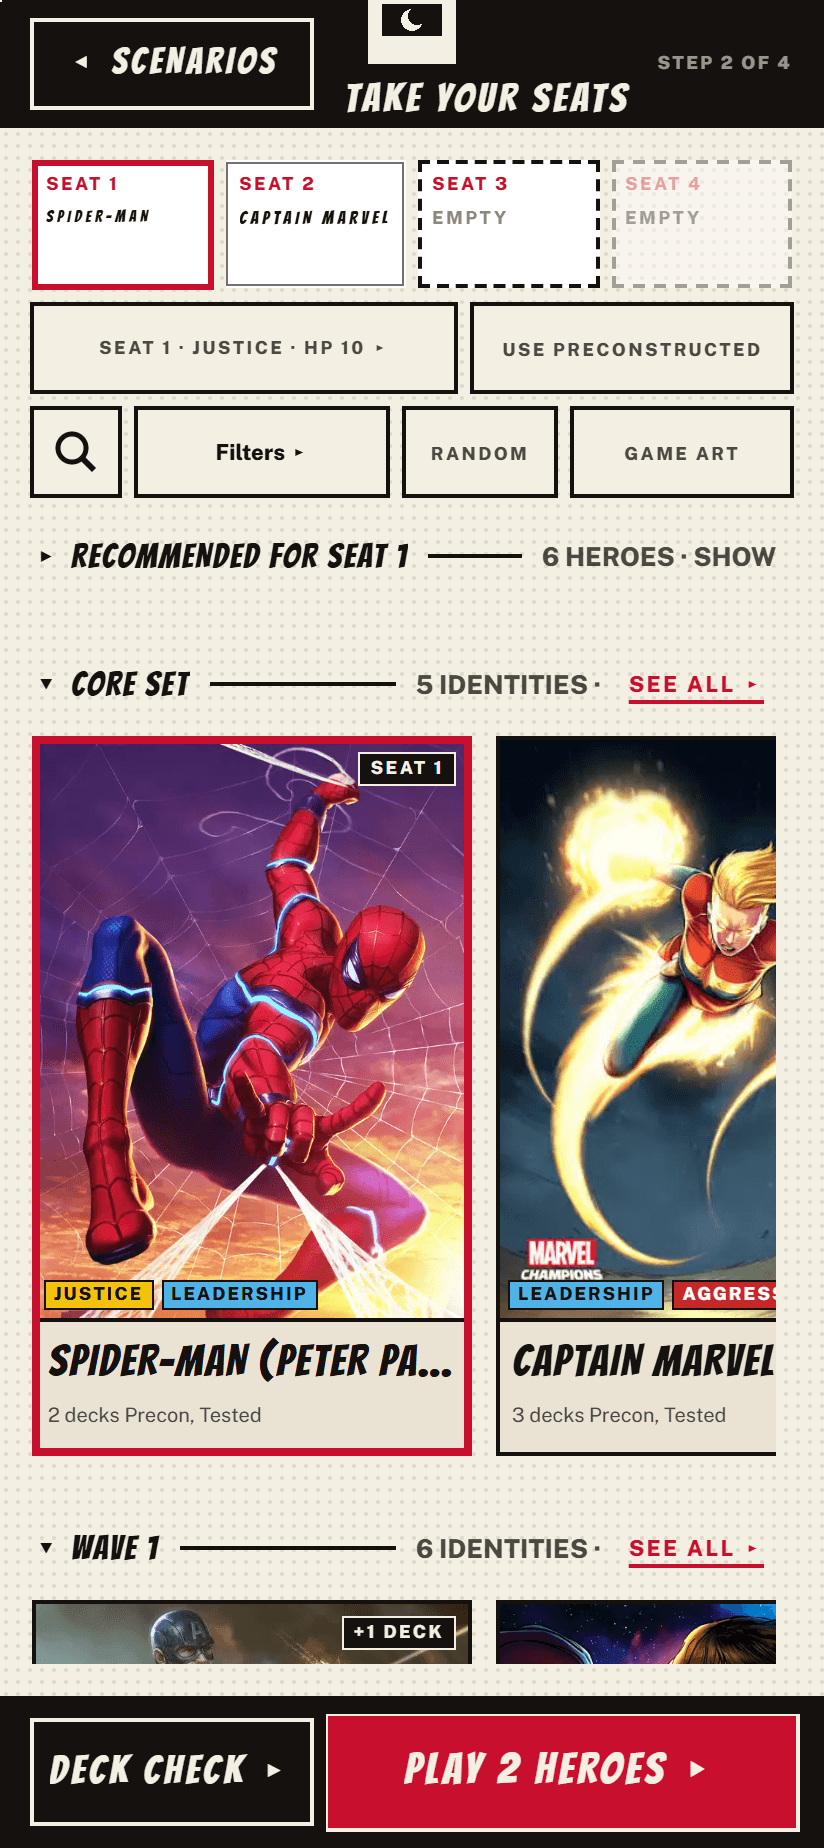 ◂ SCENARIOS
TAKE YOUR SEATS
STEP 2 OF 4
SEAT 1
SPIDER-MAN
SEAT 2
CAPTAIN MARVEL
SEAT 3
EMPTY
SEAT 4
EMPTY
SEAT 1 · JUSTICE · HP 10 ▸
USE PRECONSTRUCTED
Filters ▸
RANDOM
GAME ART
▸ RECOMMENDED FOR SEAT 1
6 HEROES · SHOW
▾ CORE SET
5 IDENTITIES ·
SEE ALL ▸
SEAT 1
JUSTICE
LEADERSHIP
SPIDER-MAN (PETER PA...
2 decks Precon, Tested
MARVEL
CHAMPIONS
LEADERSHIP
AGGRESS
CAPTAIN MARVEL
3 decks Precon, Tested
▾ WAVE 1
6 IDENTITIES ·
SEE ALL ▸
+1 DECK
DECK CHECK ▸
PLAY 2 HEROES ▸